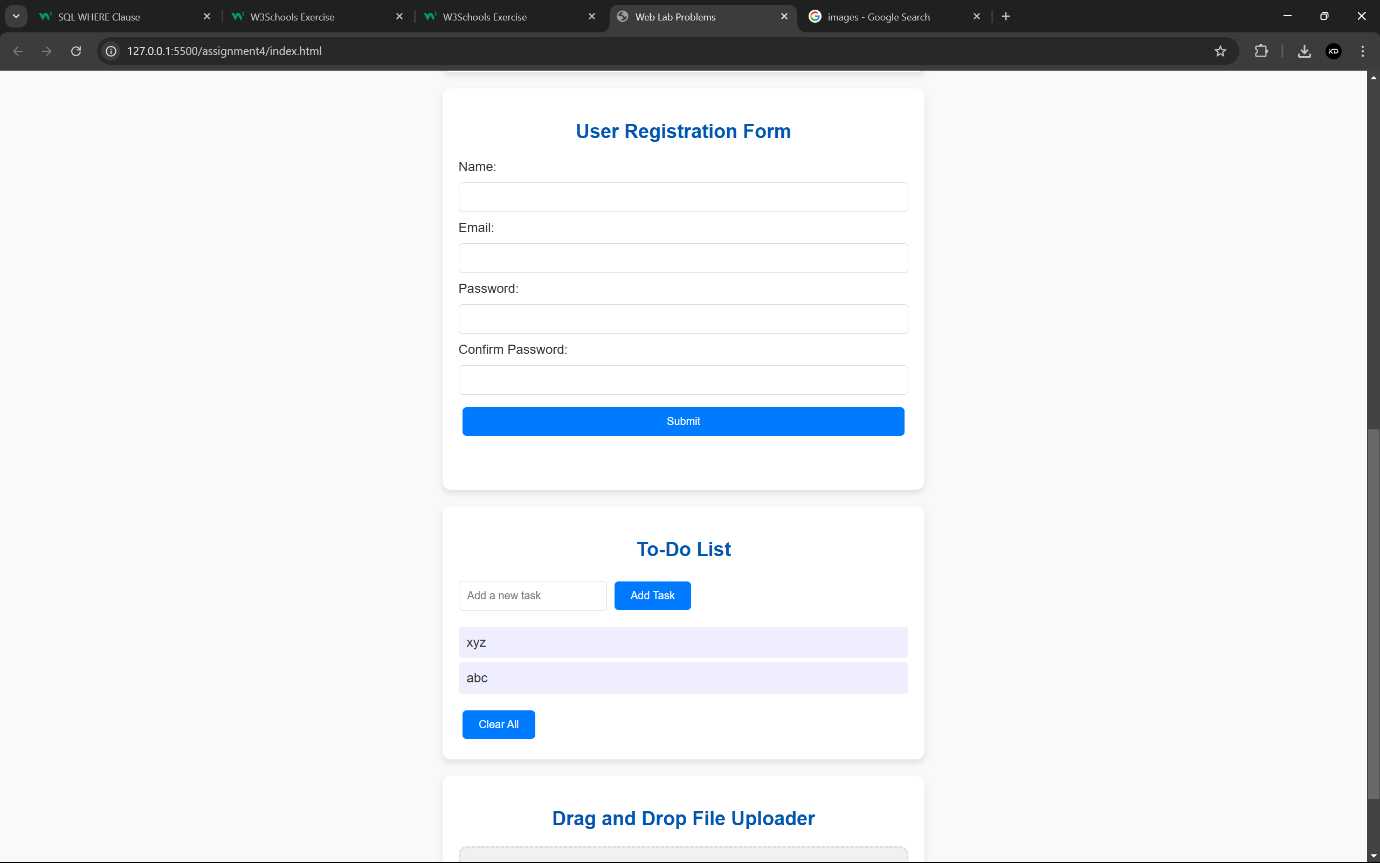 SQL WHERE Clause
W3Schools Exercise
W3Schools Exercise
Web Lab Problems
images - Google Search
127.0.0.1:5500/assignment4/index.html
User Registration Form
Name:
Email:
Password:
Confirm Password:
Submit
To-Do List
Add a new task
Add Task
xyz
abc
Clear All
Drag and Drop File Uploader